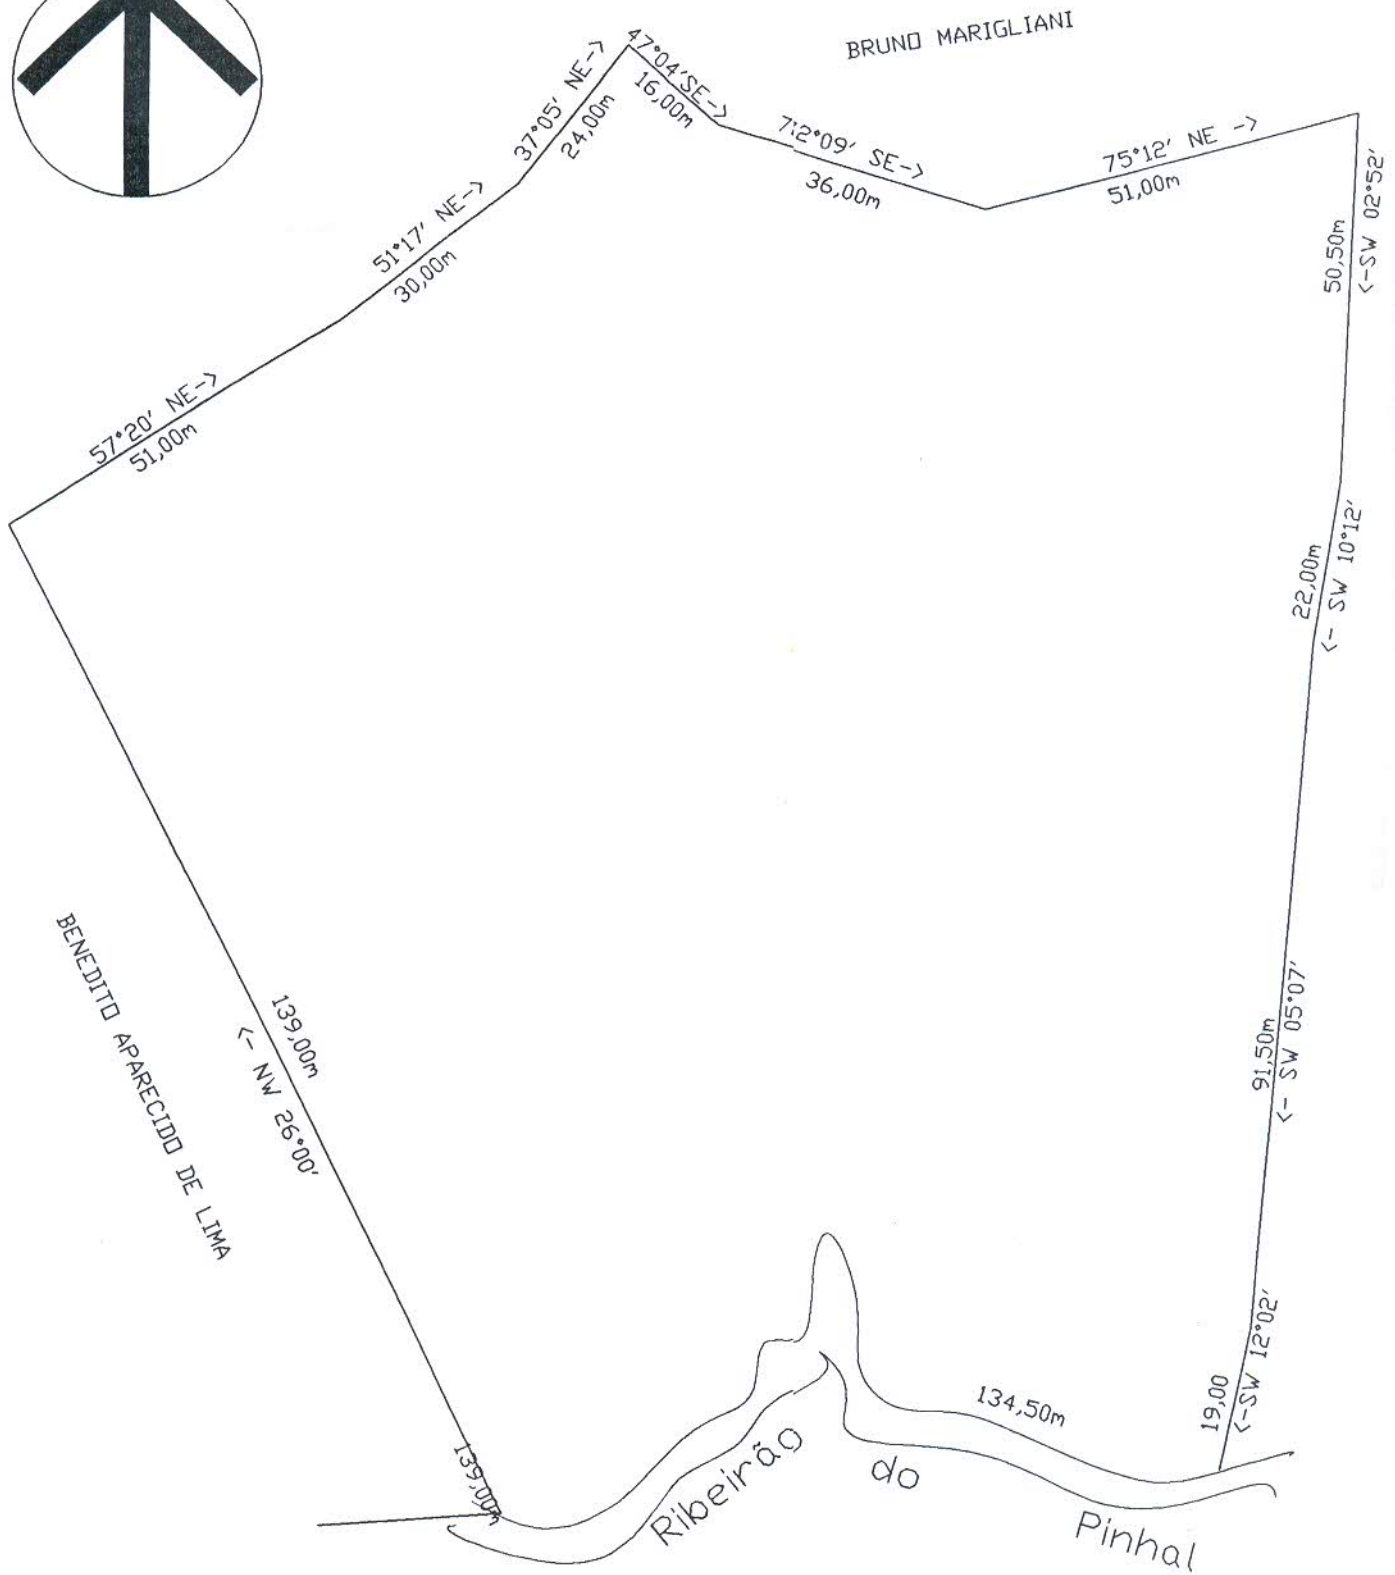 BRUNO MARIGLIANI
47°04'SE->
16,00m
37°05' NE->
24,00m
72°09' SE->
36,00m
75°12' NE ->
51,00m
<-SW 02°52'
50,50m
51°17' NE->
30,00m
57°20' NE->
51,00m
22,00m
<- SW 10°12'
BENEDITO APARECIDO DE LIMA
139,00m
<- NW 26°00'
91,50m
<- SW 05°07'
19,00
<-SW 12°02'
134,50m
139,00m
Ribeirão
do
Pinhal